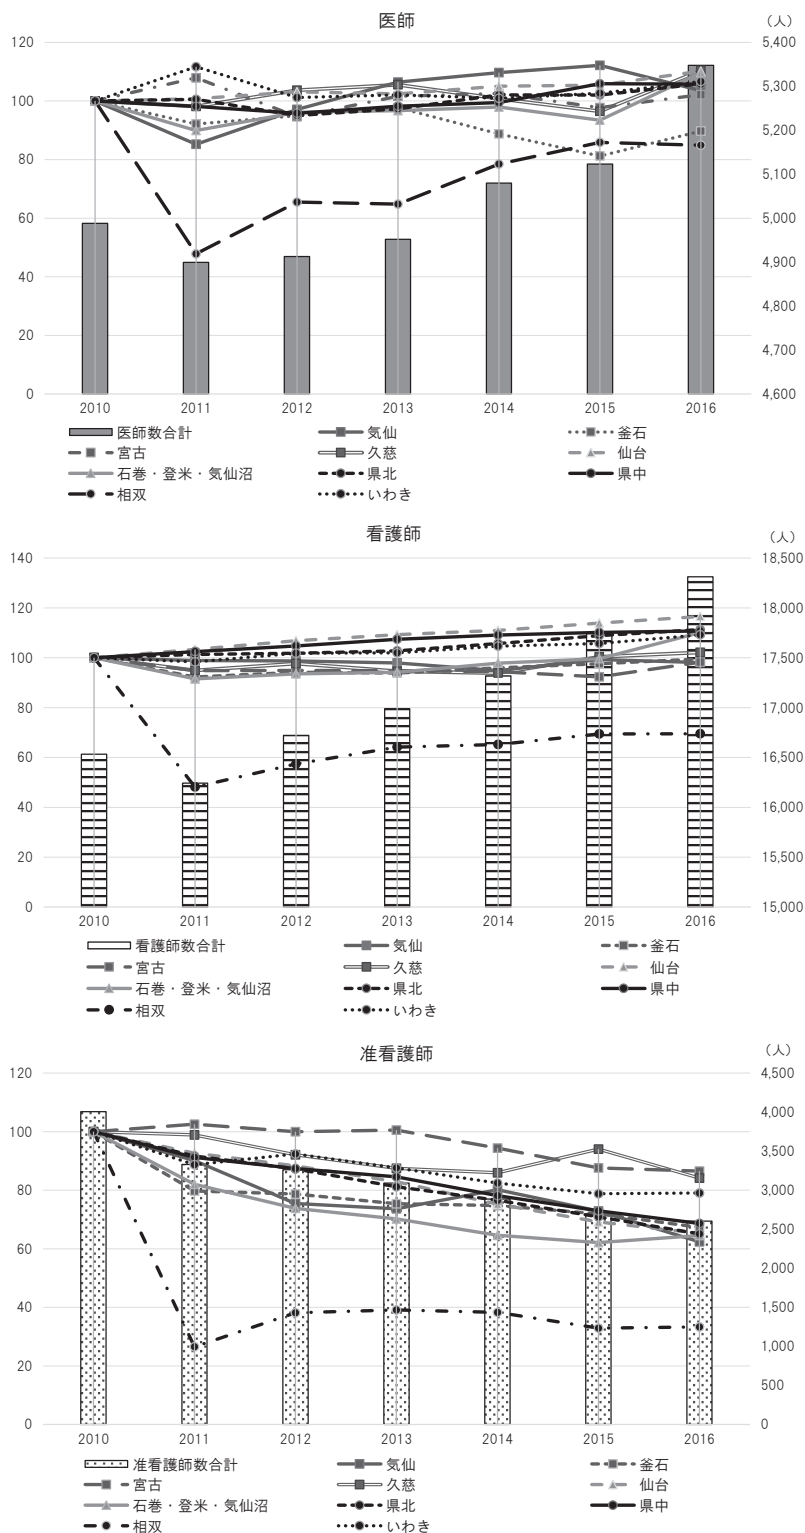 医師
（人）
120 5,400
100 5,300
5,200
80 5,100
60 5,000
4,900
40 4,800
20 4,700
0 4,600
2010 2011 2012 2013 2014 2015 2016
医師数合計 気仙 釜石
宮古 久慈 仙台
石巻・登米・気仙沼 県北 県中
相双 いわき
看護師
（人）
140 18,500
120 18,000
100 17,500
80 17,000
60 16,500
40 16,000
20 15,500
0 15,000
2010 2011 2012 2013 2014 2015 2016
看護師数合計 気仙 釜石
宮古 久慈 仙台
石巻・登米・気仙沼 県北 県中
相双 いわき
准看護師
（人）
120 4,500
4,000
100 3,500
80 3,000
2,500
60 2,000
40 1,500
20 1,000
500
0 0
2010 2011 2012 2013 2014 2015 2016
准看護師数合計 気仙 釜石
宮古 久慈 仙台
石巻・登米・気仙沼 県北 県中
相双 いわき